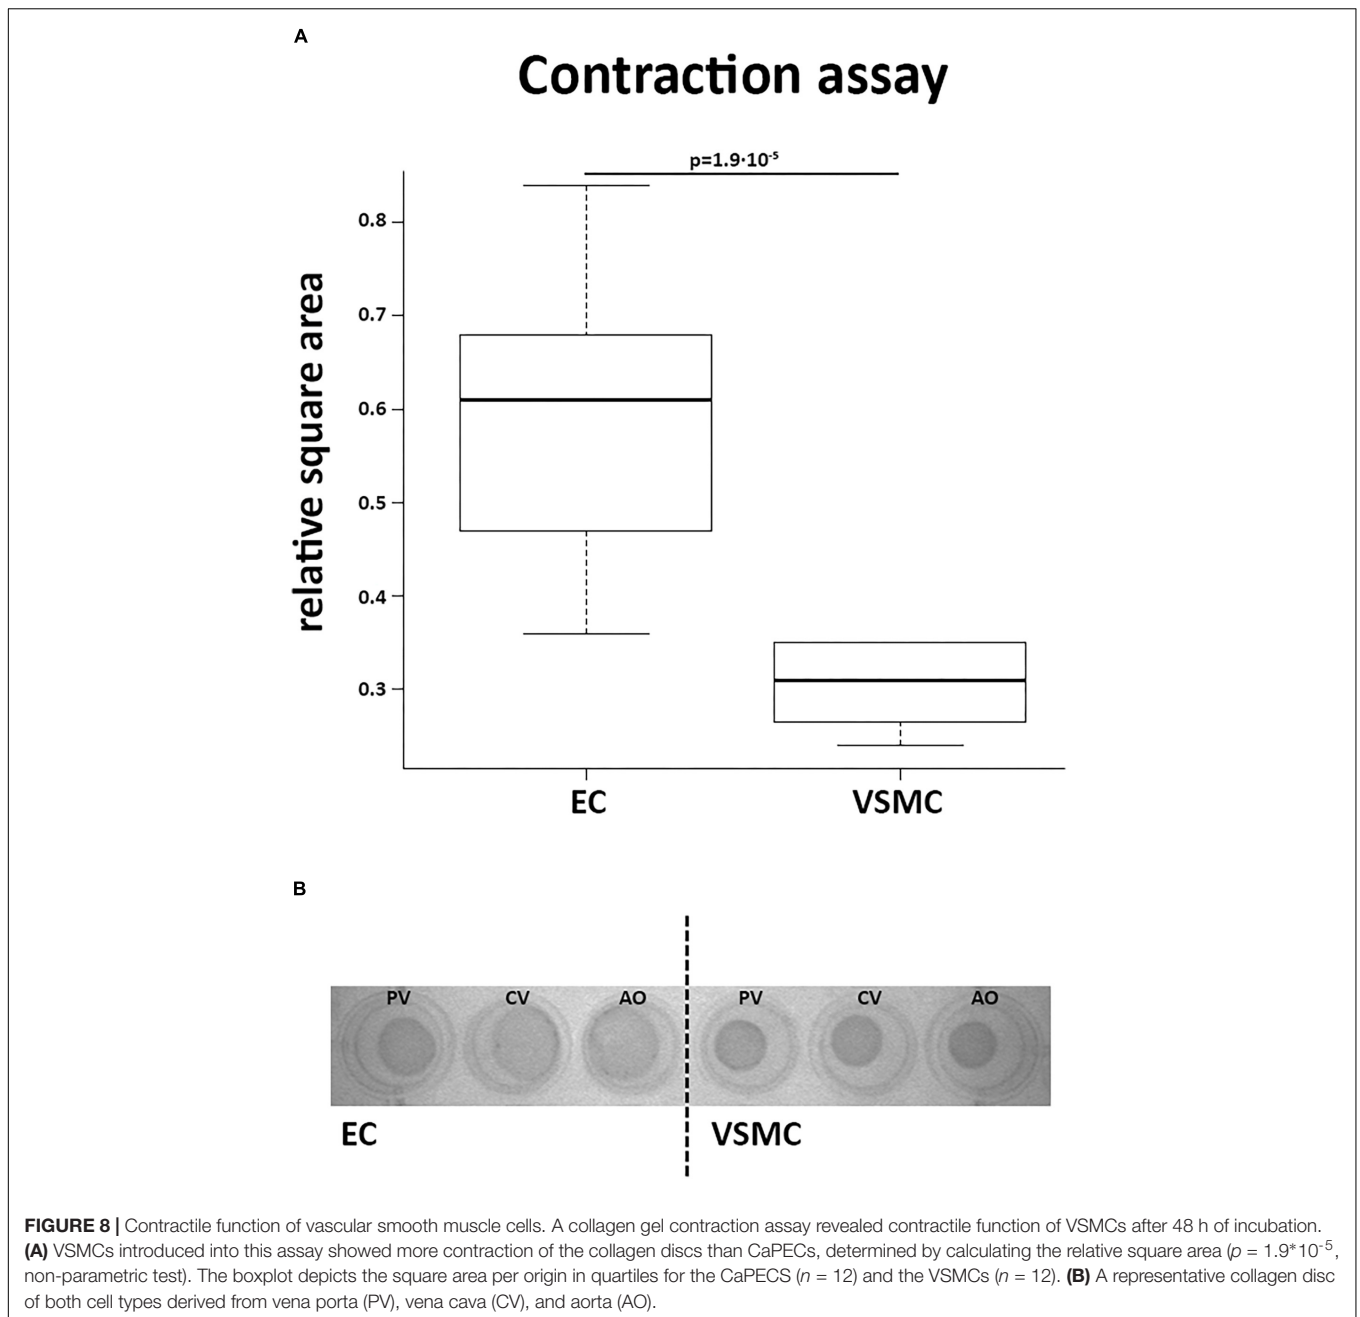 A
Contraction assay
p=1.9·10⁻⁵
0.8
0.7
0.6
0.5
0.4
0.3
relative square area
EC
VSMC
B
PV CV AO PV CV AO
EC
VSMC
FIGURE 8 | Contractile function of vascular smooth muscle cells. A collagen gel contraction assay revealed contractile function of VSMCs after 48 h of incubation.
(A) VSMCs introduced into this assay showed more contraction of the collagen discs than CaPECs, determined by calculating the relative square area (p = 1.9*10⁻⁵,
non-parametric test). The boxplot depicts the square area per origin in quartiles for the CaPECS (n = 12) and the VSMCs (n = 12). (B) A representative collagen disc
of both cell types derived from vena porta (PV), vena cava (CV), and aorta (AO).